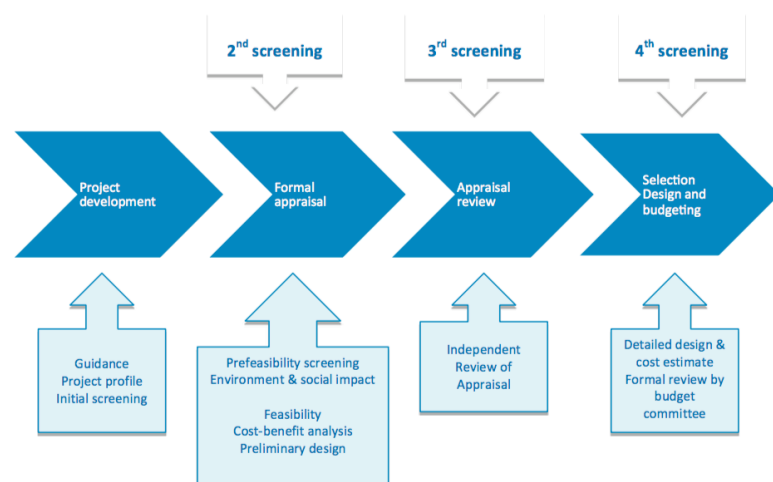 2nd screening
3rd screening
4th screening
Project
development
Formal
appraisal
Appraisal
review
Selection
Design and
budgeting
Guidance
Project profile
Initial screening
Prefeasibility screening
Environment & social impact
Feasibility
Cost-benefit analysis
Preliminary design
Independent
Review of
Appraisal
Detailed design &
cost estimate
Formal review by
budget
committee